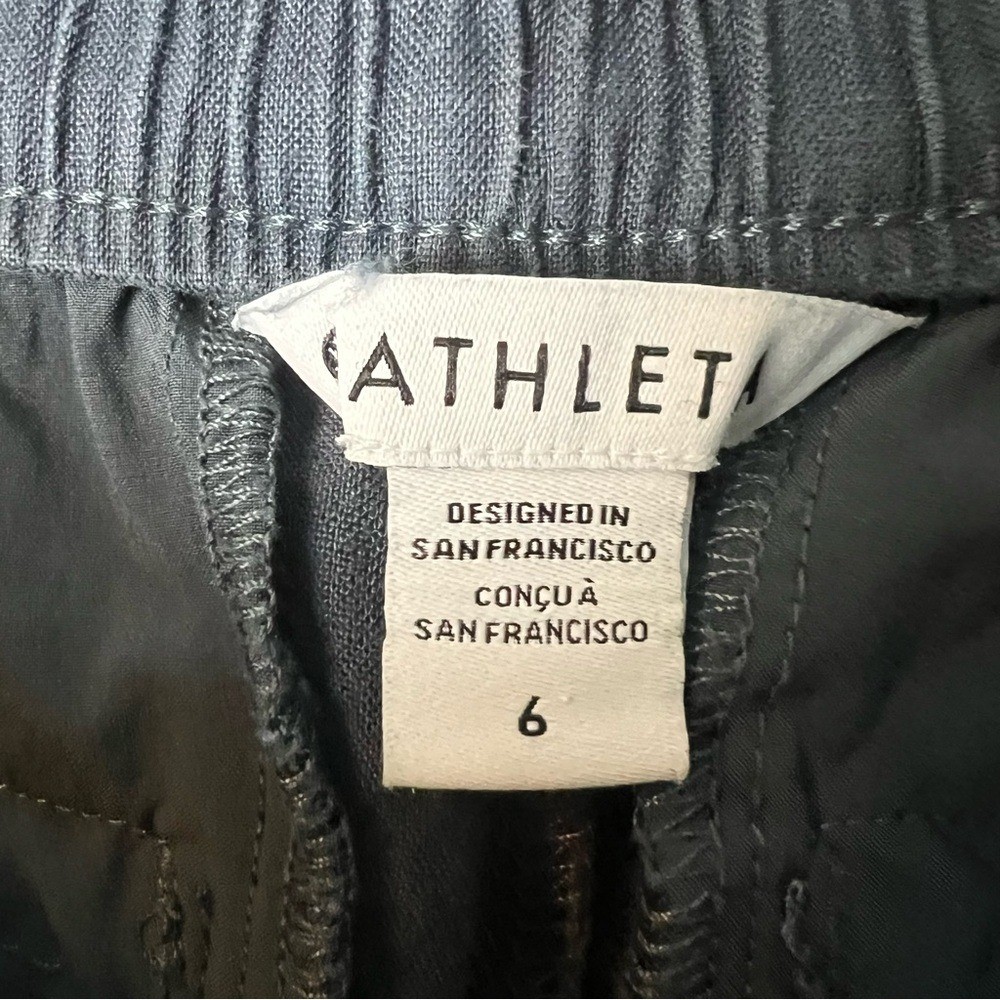 ATHLETA
DESIGNED IN
SAN FRANCISCO
CONÇU À
SAN FRANCISCO
6